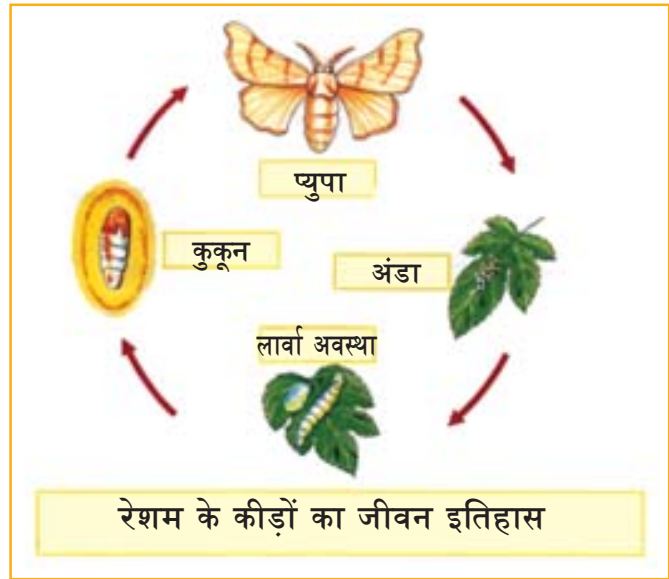 प्युपा
कुकून
अंडा
लार्वा अवस्था
रेशम के कीड़ों का जीवन इतिहास